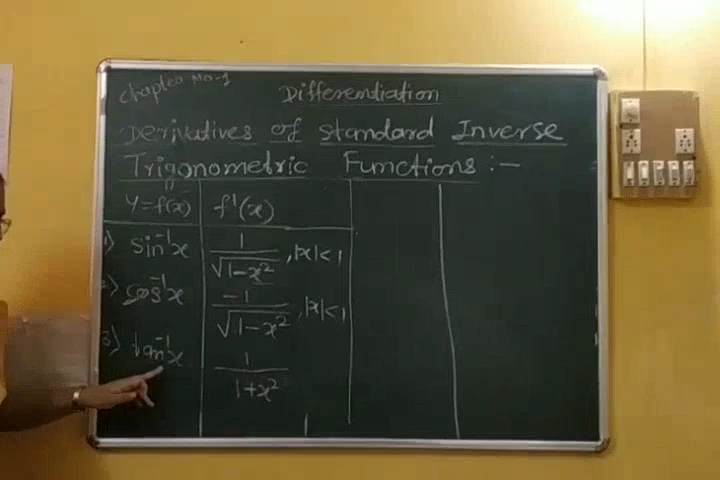 Chapter No-1
Differentiation
Derivatives of standard Inverse
Trigonometric Functions :-
y=f(x) f'(x)
1) sin⁻¹x 1/√(1-x²) , |x|<1
2) cos⁻¹x -1/√(1-x²) , |x|<1
3) tan⁻¹x 1/(1+x²)